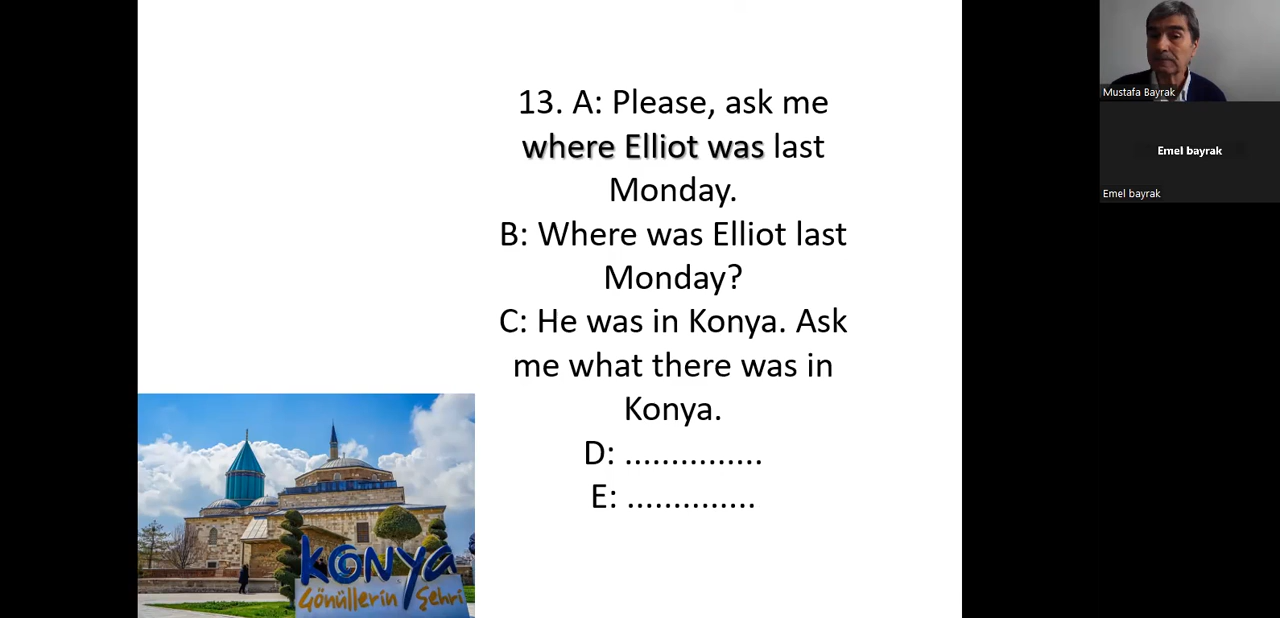 13. A: Please, ask me
where Elliot was last
Monday.
B: Where was Elliot last
Monday?
C: He was in Konya. Ask
me what there was in
Konya.
D: ...............
E: ..............
KONYA
Gönüllerin Şehri
Mustafa Bayrak
Emel bayrak
Emel bayrak